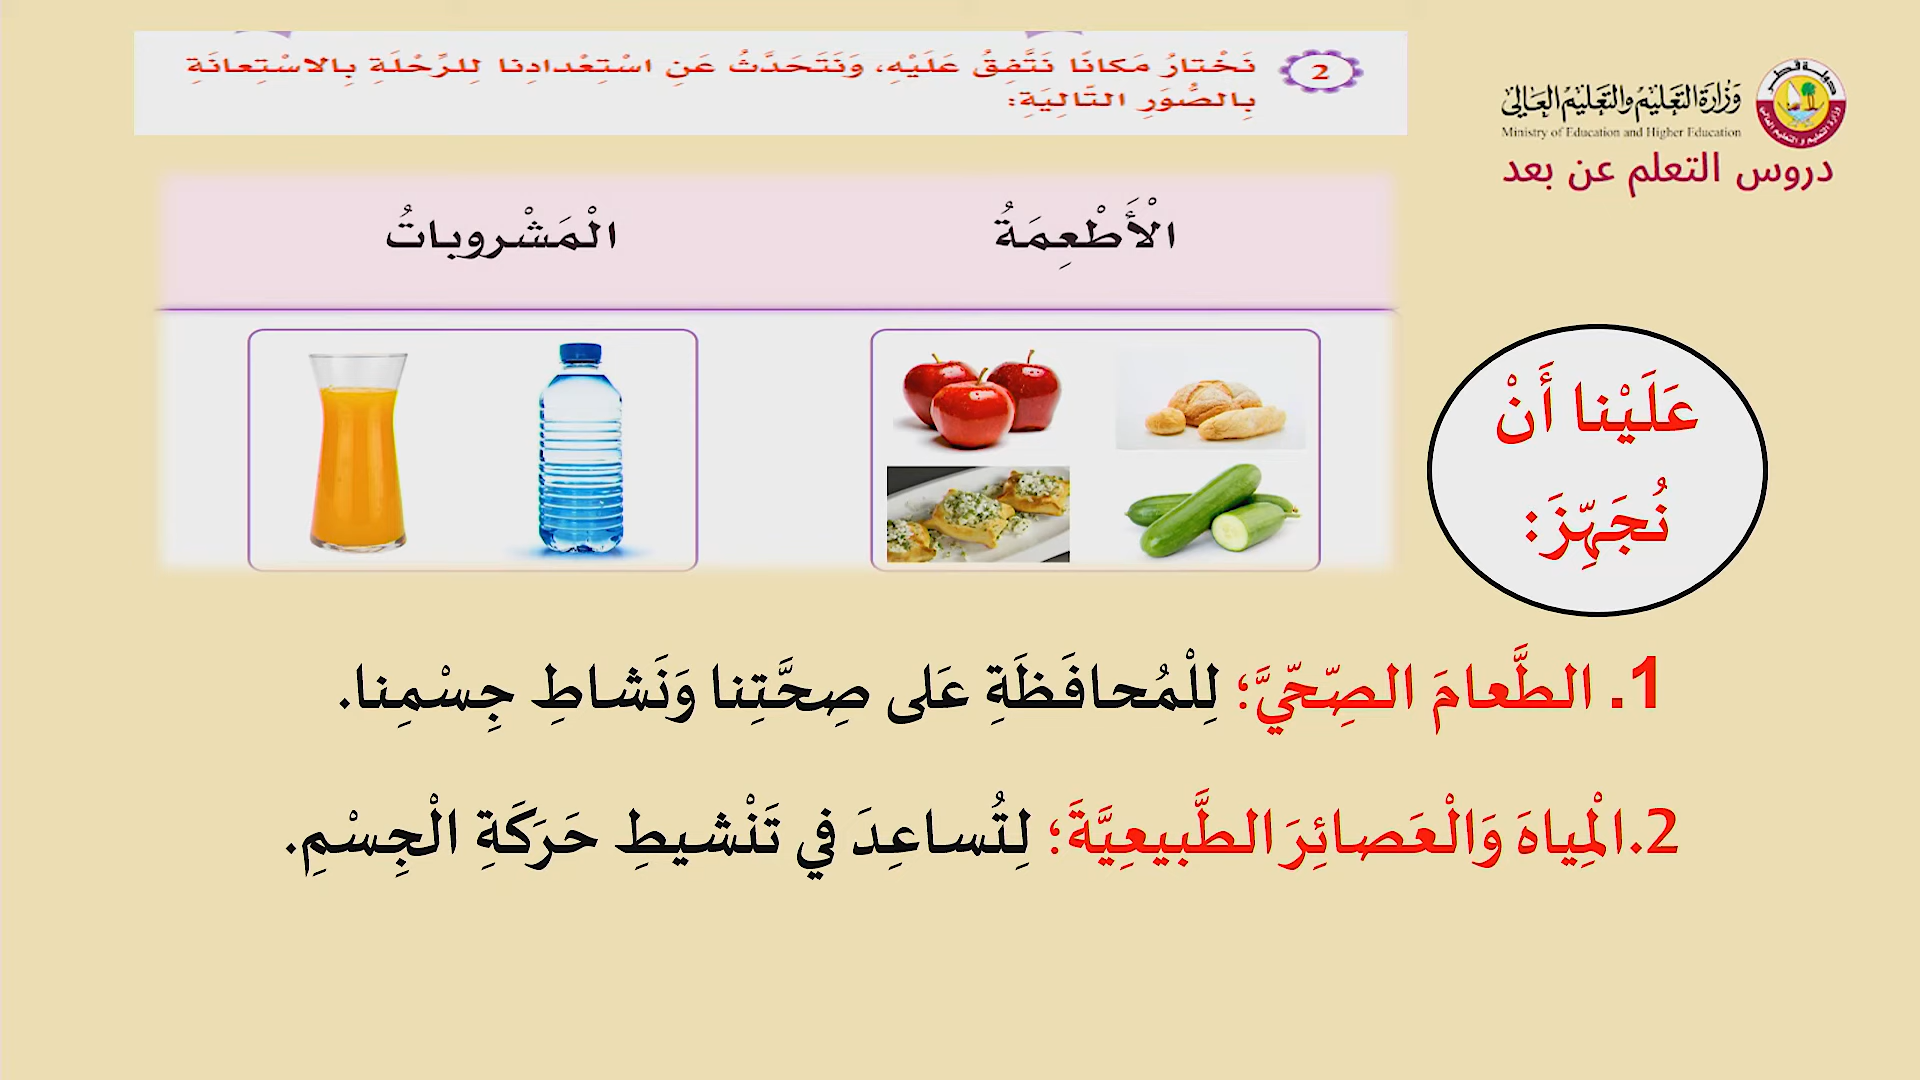 2 نَخْتارُ مَكانًا نَتَّفِقُ عَلَيْهِ، وَنَتَحَدَّثُ عَنِ اسْتِعْدادِنا لِلرِّحْلَةِ بِالاسْتِعانَةِ
بِالصُّوَرِ التّالِيَةِ:
وزارة التعليم والتعليم العالي
Ministry of Education and Higher Education
دروس التعلم عن بعد
الْأَطْعِمَةُ
الْمَشْروباتُ
عَلَيْنا أَنْ
نُجَهِّزَ:
1. الطَّعامَ الصِّحِّيَّ؛ لِلْمُحافَظَةِ عَلى صِحَّتِنا وَنَشاطِ جِسْمِنا.
2.الْمِياهَ وَالْعَصائِرَ الطَّبيعِيَّةَ؛ لِتُساعِدَ في تَنْشيطِ حَرَكَةِ الْجِسْمِ.